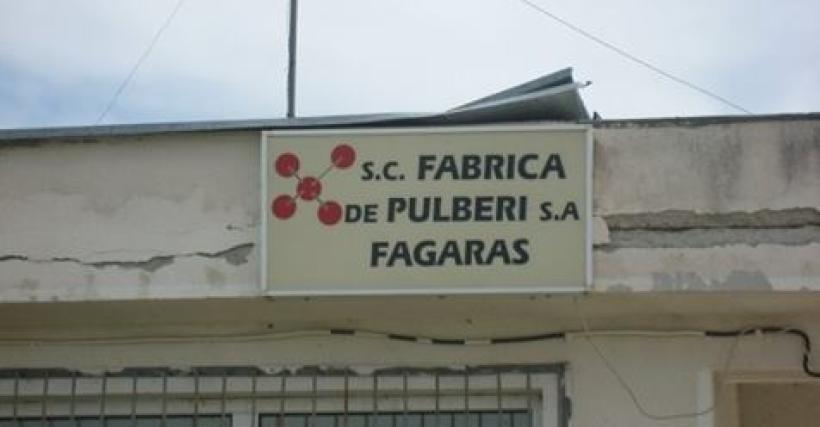 S.C. FABRICA
DE PULBERI S.A
FAGARAS